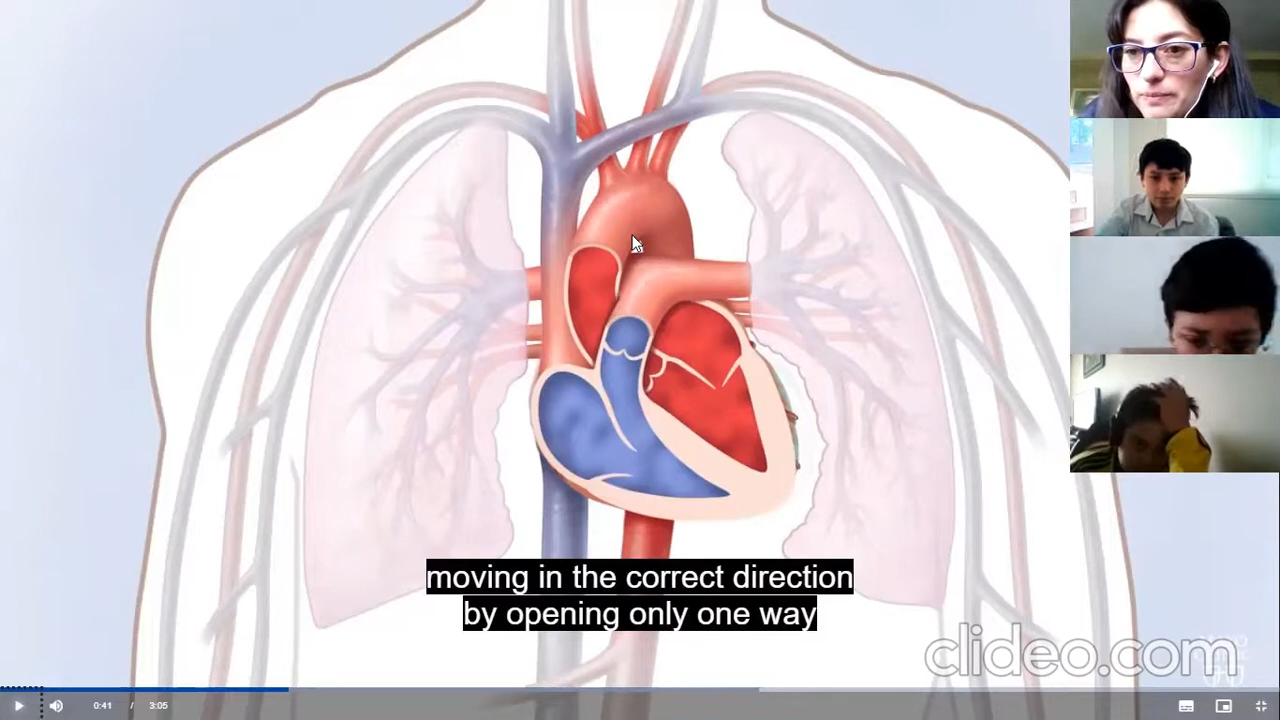 moving in the correct direction
by opening only one way
clideo.com
0:41 / 3:05